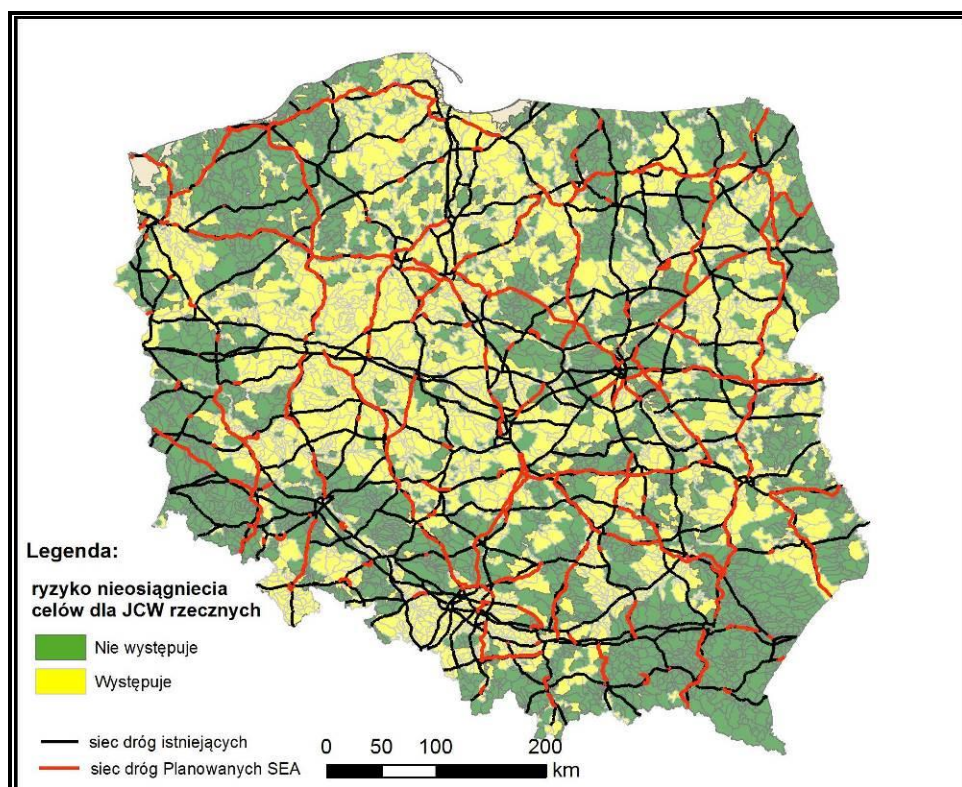 Legenda:
ryzyko nieosiągniecia
celów dla JCW rzecznych
Nie występuje
Występuje
siec dróg istniejących
siec dróg Planowanych SEA
0 50 100 200
km